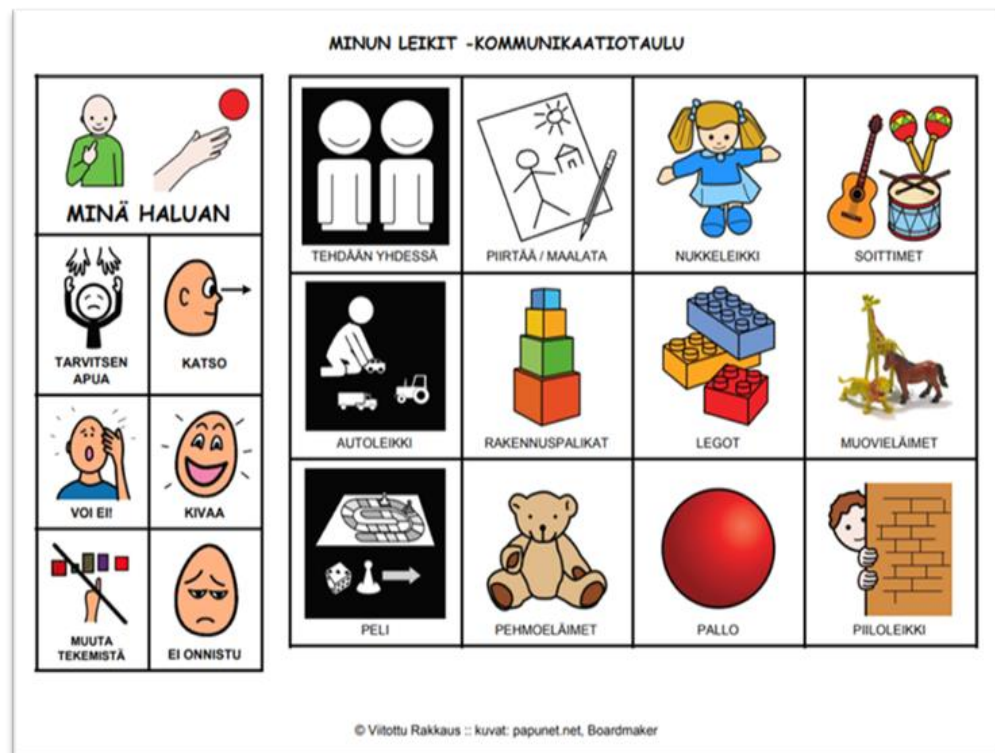 MINUN LEIKIT -KOMMUNIKAATIOTAULU
MINÄ HALUAN
TARVITSEN
APUA
KATSO
VOI EI!
KIVAA
MUUTA
TEKEMISTÄ
EI ONNISTU
TEHDÄÄN YHDESSÄ
PIIRTÄÄ / MAALATA
NUKKELEIKKI
SOITTIMET
AUTOLEIKKI
RAKENNUSPALIKAT
LEGOT
MUOVIELÄIMET
PELI
PEHMOELÄIMET
PALLO
PIILOLEIKKI
© Viitottu Rakkaus :: kuvat: papunet.net, Boardmaker